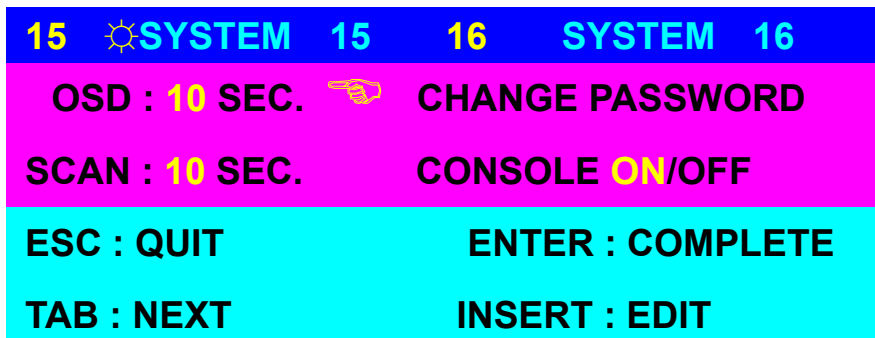 15 ☼SYSTEM 15 16 SYSTEM 16
OSD : 10 SEC. ☜ CHANGE PASSWORD
SCAN : 10 SEC. CONSOLE ON/OFF
ESC : QUIT ENTER : COMPLETE
TAB : NEXT INSERT : EDIT